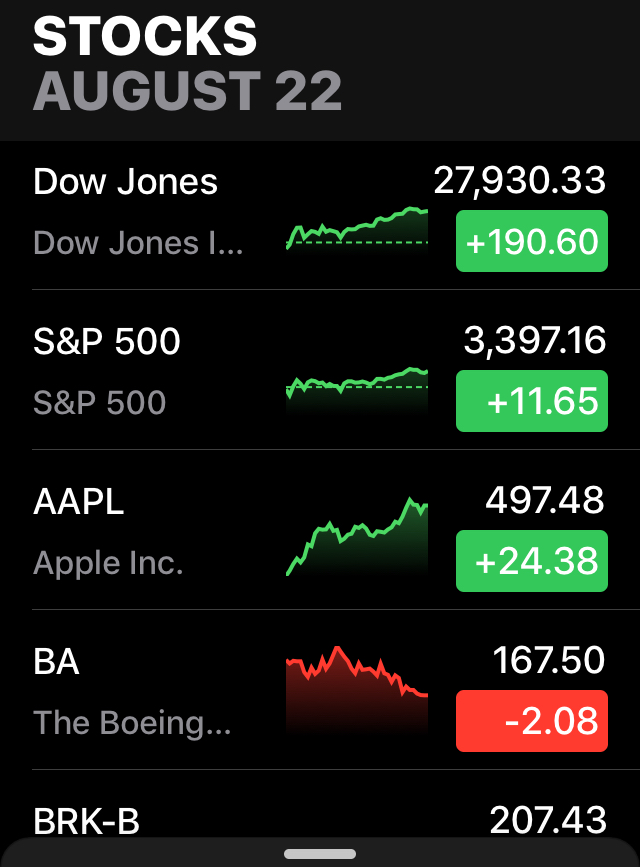 STOCKS
AUGUST 22
Dow Jones 27,930.33
Dow Jones I... +190.60
S&P 500 3,397.16
S&P 500 +11.65
AAPL 497.48
Apple Inc. +24.38
BA 167.50
The Boeing... -2.08
BRK-B 207.43